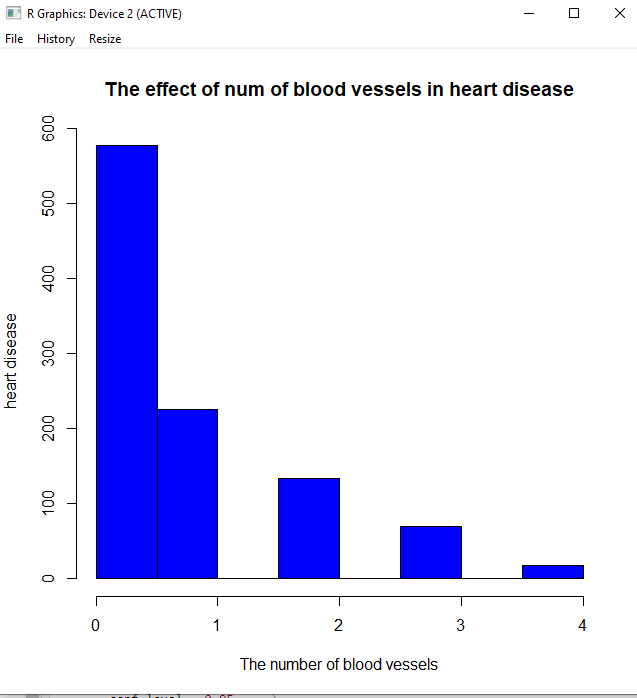 R Graphics: Device 2 (ACTIVE)
File History Resize
The effect of num of blood vessels in heart disease
600
500
400
300
200
100
0
heart disease
0 1 2 3 4
The number of blood vessels